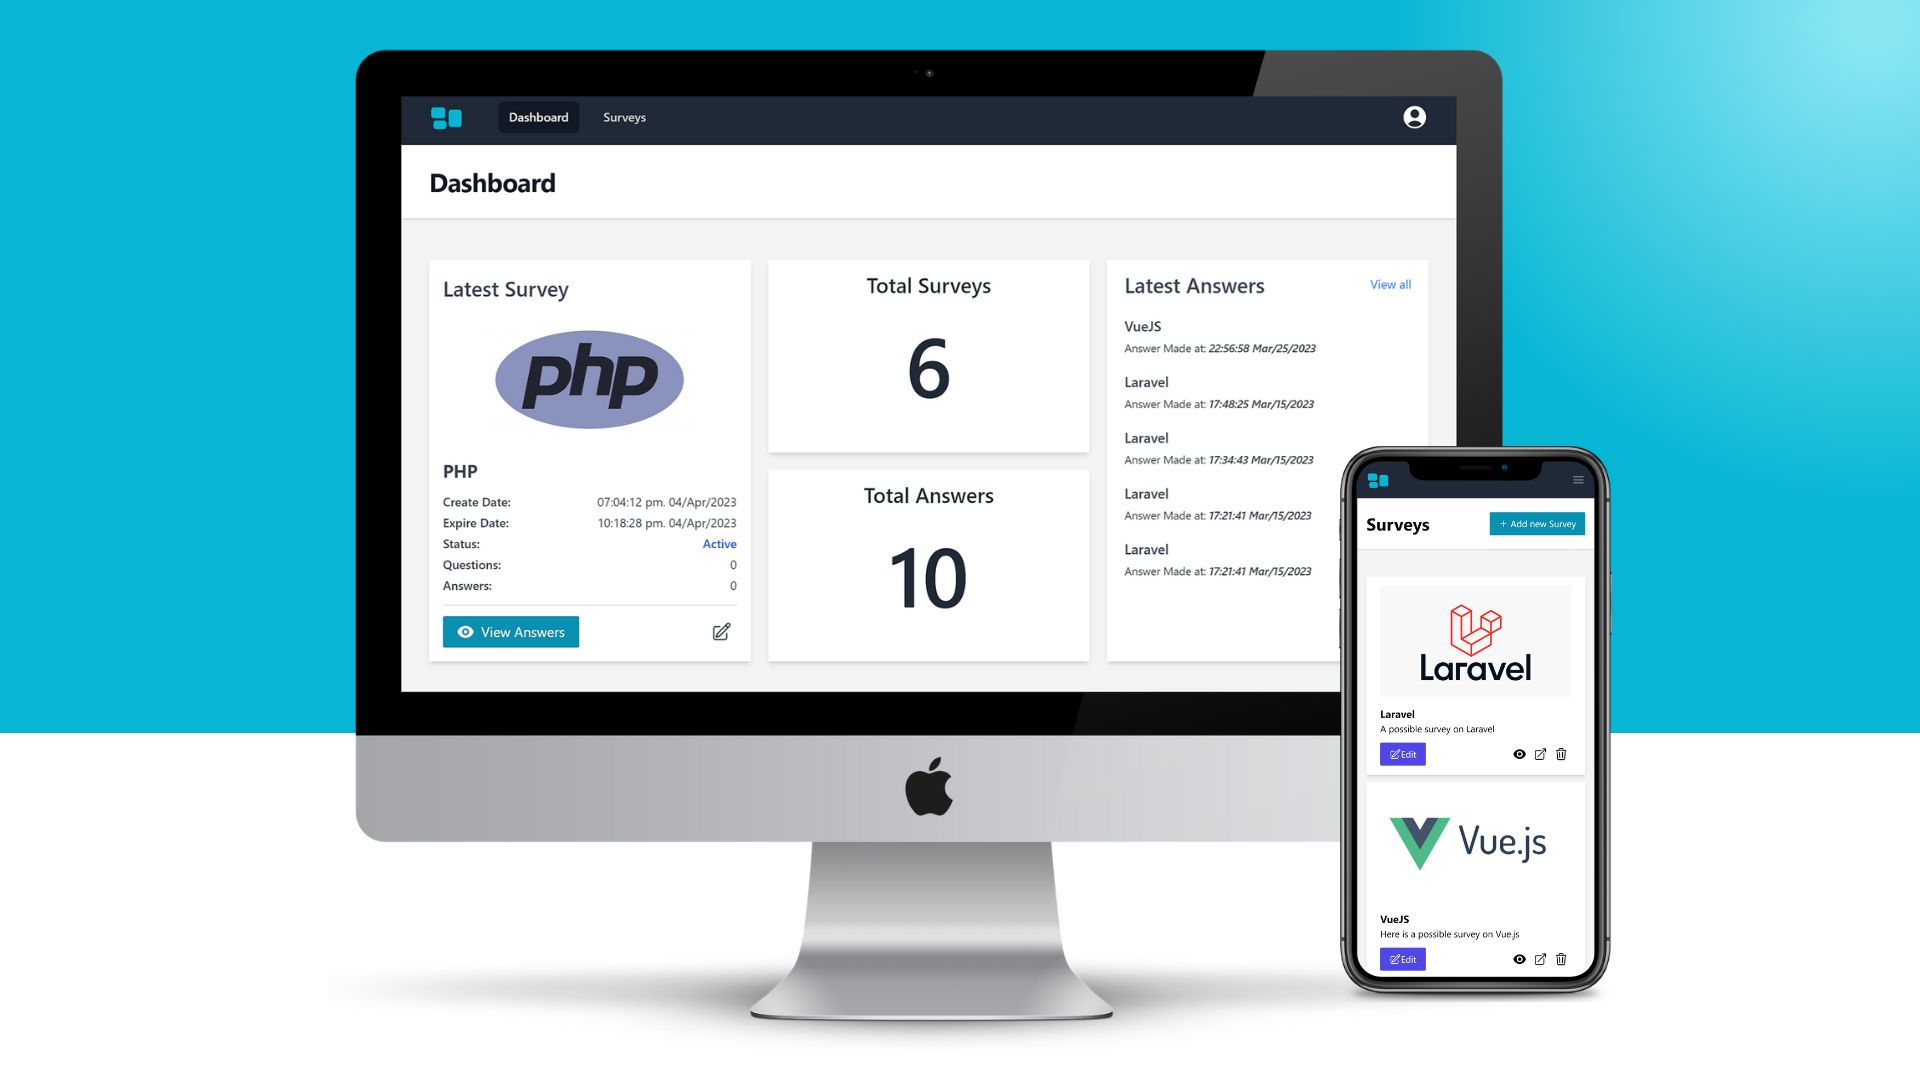 Dashboard
Surveys
Dashboard
Latest Survey
php
PHP
Create Date: 07:04:12 pm. 04/Apr/2023
Expire Date: 10:18:28 pm. 04/Apr/2023
Status: Active
Questions: 0
Answers: 0
View Answers
Total Surveys
6
Total Answers
10
Latest Answers
View all
VueJS
Answer Made at: 22:56:58 Mar/25/2023
Laravel
Answer Made at: 17:48:25 Mar/15/2023
Laravel
Answer Made at: 17:34:43 Mar/15/2023
Laravel
Answer Made at: 17:21:41 Mar/15/2023
Laravel
Answer Made at: 17:21:41 Mar/15/2023
Surveys
+ Add new Survey
Laravel
Laravel
A possible survey on Laravel
Edit
Vue.js
VueJS
Here is a possible survey on Vue.js
Edit